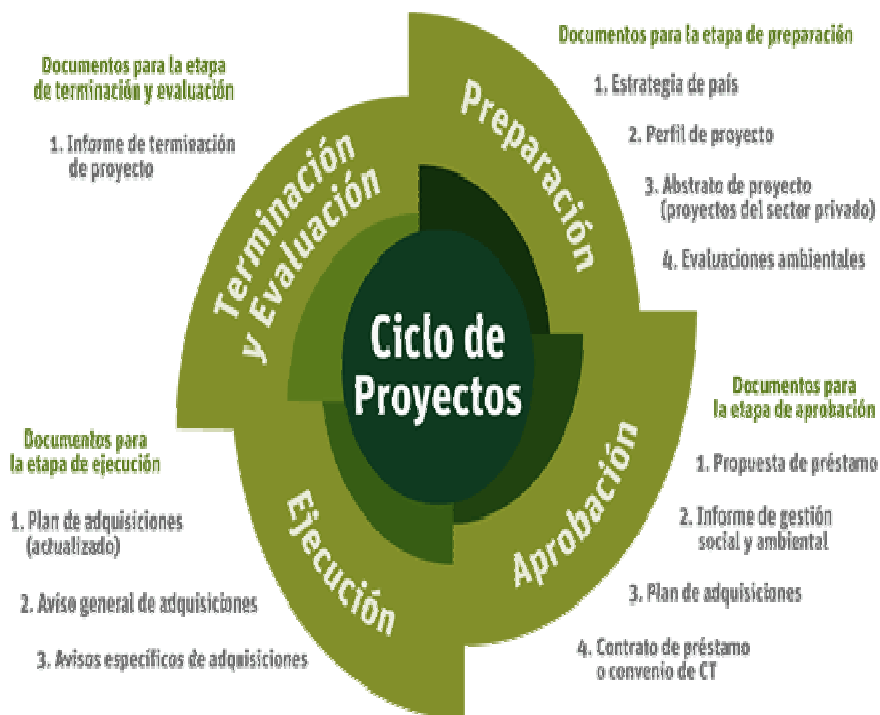 Ciclo de
Proyectos
Preparación
Documentos para la etapa de preparación
1. Estrategia de país
2. Perfil de proyecto
3. Abstrato de proyecto
(proyectos del sector privado)
4. Evaluaciones ambientales
Aprobación
Documentos para
la etapa de aprobación
1. Propuesta de préstamo
2. Informe de gestión
social y ambiental
3. Plan de adquisiciones
4. Contrato de préstamo
o convenio de CT
Ejecución
Documentos para
la etapa de ejecución
1. Plan de adquisiciones
(actualizado)
2. Aviso general de adquisiciones
3. Avisos específicos de adquisiciones
Terminación
y Evaluación
Documentos para la etapa
de terminación y evaluación
1. Informe de terminación
de proyecto